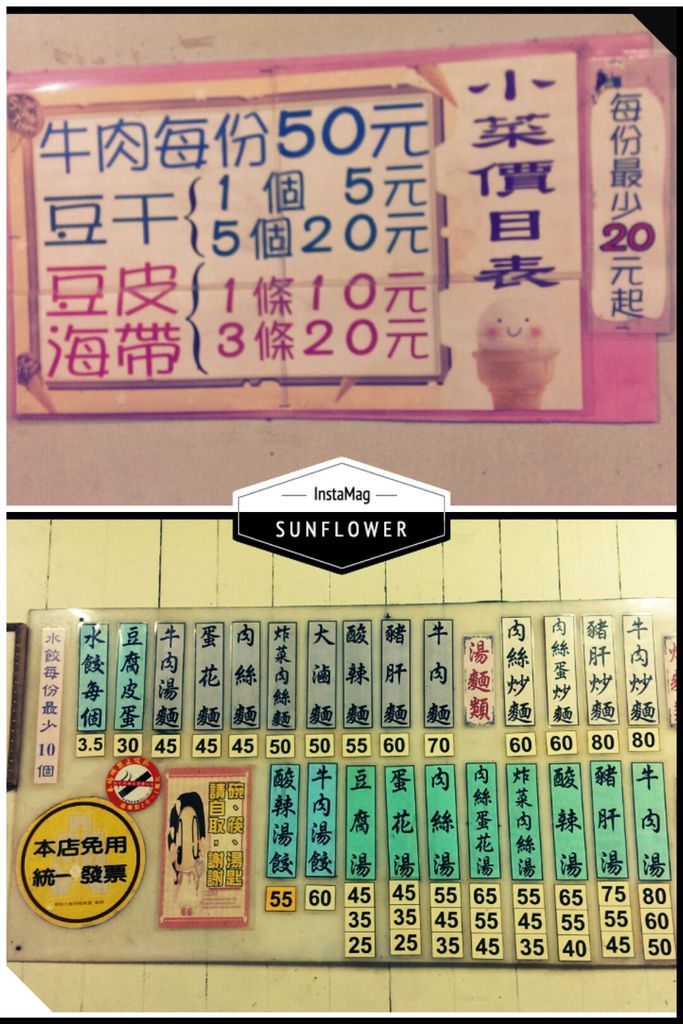 小菜價目表
每份最少20元起
牛肉每份50元
豆干 1個 5元
5個20元
豆皮 1條10元
海帶 3條20元
InstaMag
SUNFLOWER
牛肉炒麵 80
豬肝炒麵 80
肉絲蛋炒麵 60
肉絲炒麵 60
湯麵類
牛肉麵 70
豬肝麵 60
酸辣麵 55
大滷麵 50
炸菜肉絲麵 50
肉絲麵 45
蛋花麵 45
牛肉湯麵 45
豆腐皮蛋 30
水餃每個 3.5
水餃每份最少10個
牛肉湯 80 60 50
豬肝湯 75 55 45
酸辣湯 65 55 40
炸菜肉絲湯 55 45 35
肉絲蛋花湯 65 55 45
肉絲湯 55 45 35
蛋花湯 45 35 25
豆腐湯 45 35 25
牛肉湯餃 60
酸辣湯餃 55
碗、筷、湯匙
請自取、謝謝
本店免用
統一發票